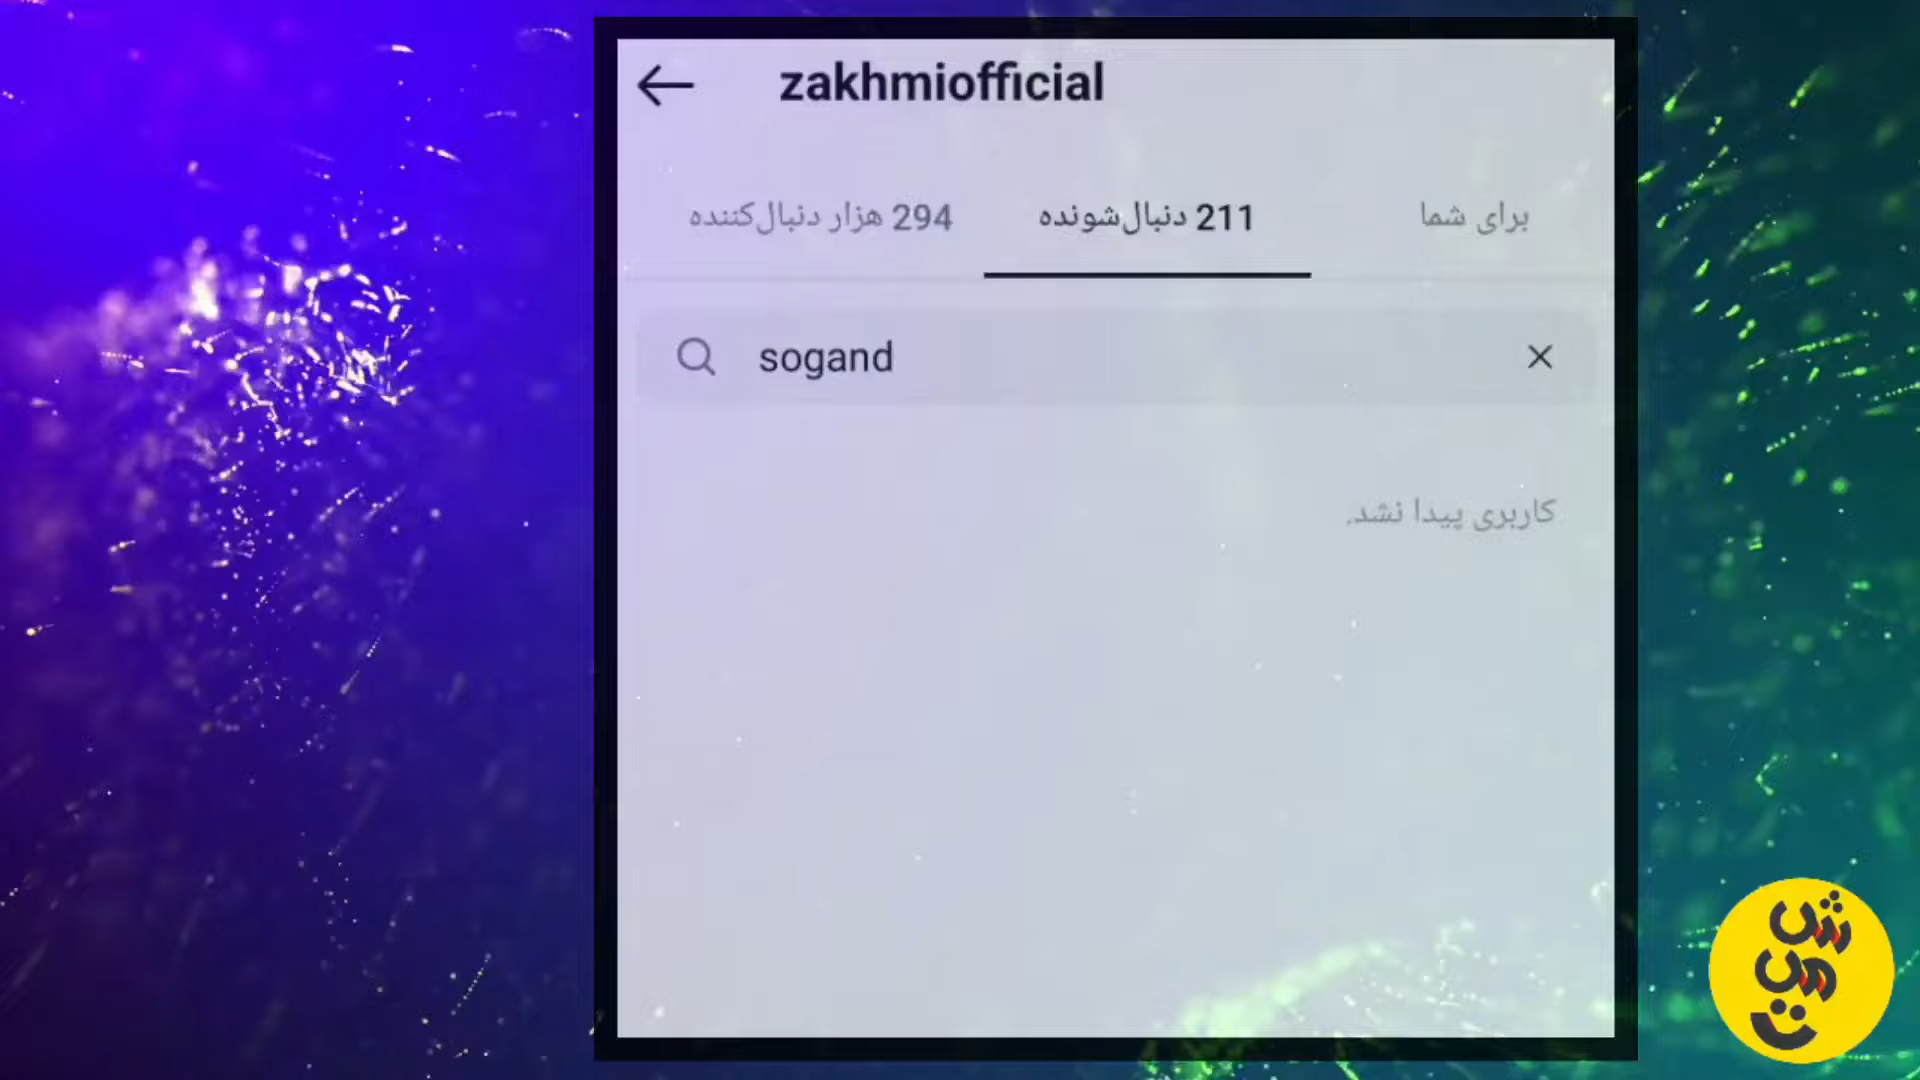 zakhmiofficial
294 هزار دنبال‌کننده
211 دنبال‌شونده
برای شما
sogand
کاربری پیدا نشد.